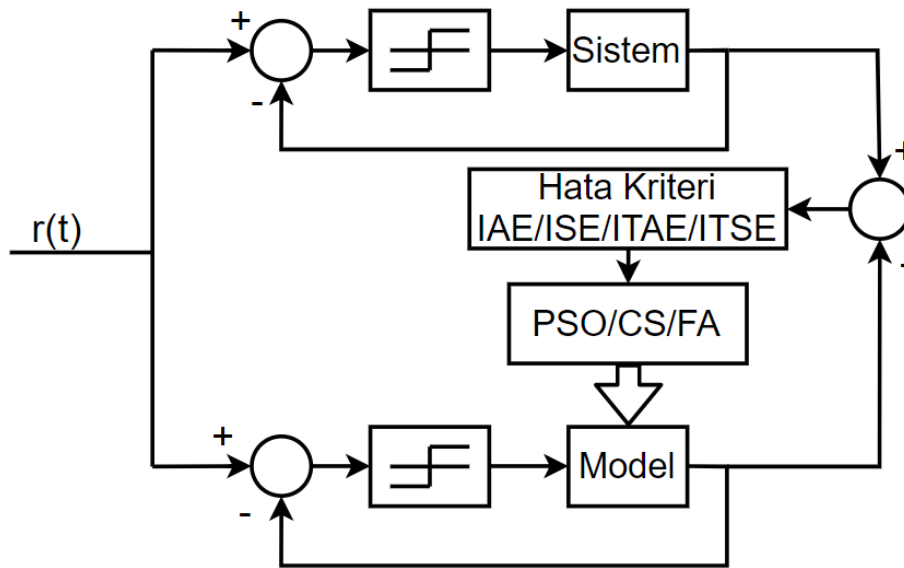 +
-
Sistem
+
Hata Kriteri
IAE/ISE/ITAE/ITSE
r(t)
-
PSO/CS/FA
+
-
Model